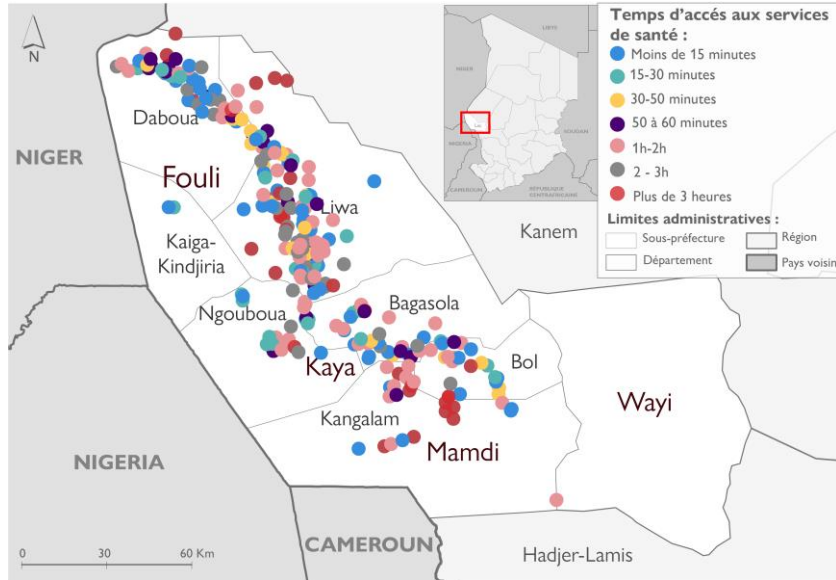 N
LIBYE
NIGER
SOUDAN
NIGERIA
CAMEROUN
RÉPUBLIQUE
CENTRAFRICAINE
Temps d'accés aux services
de santé :
Moins de 15 minutes
15-30 minutes
30-50 minutes
50 à 60 minutes
1h-2h
2 - 3h
Plus de 3 heures
Limites administratives :
Sous-préfecture
Région
Département
Pays voisin
Daboua
NIGER
Fouli
Liwa
Kanem
Kaiga-
Kindjiria
Ngouboua
Bagasola
Bol
Kaya
Wayi
Kangalam
Mamdi
NIGERIA
CAMEROUN
Hadjer-Lamis
0
30
60 Km